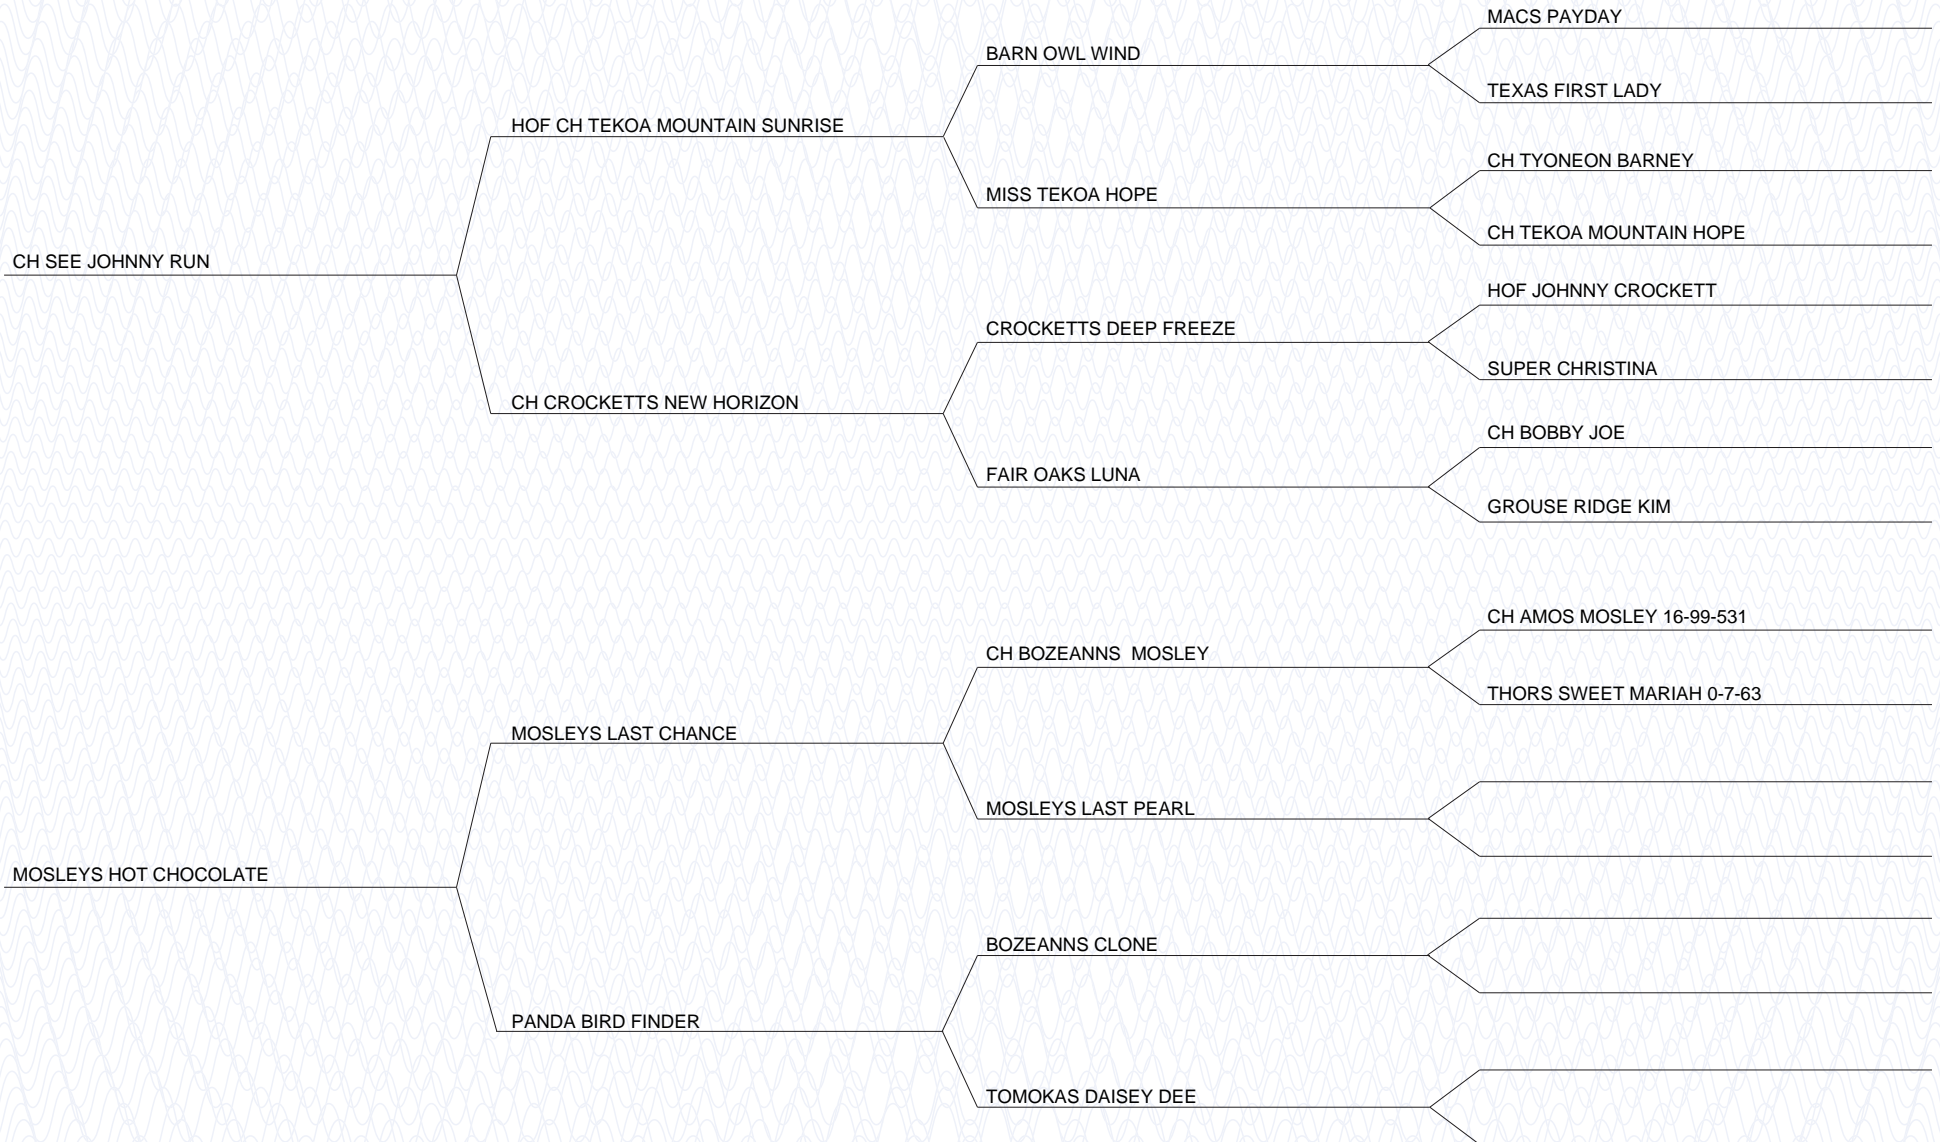 MACS PAYDAY
BARN OWL WIND
TEXAS FIRST LADY
HOF CH TEKOA MOUNTAIN SUNRISE
CH TYONEON BARNEY
MISS TEKOA HOPE
CH TEKOA MOUNTAIN HOPE
CH SEE JOHNNY RUN
HOF JOHNNY CROCKETT
CROCKETTS DEEP FREEZE
SUPER CHRISTINA
CH CROCKETTS NEW HORIZON
CH BOBBY JOE
FAIR OAKS LUNA
GROUSE RIDGE KIM
CH AMOS MOSLEY 16-99-531
CH BOZEANNS  MOSLEY
THORS SWEET MARIAH 0-7-63
MOSLEYS LAST CHANCE
MOSLEYS LAST PEARL
MOSLEYS HOT CHOCOLATE
BOZEANNS CLONE
PANDA BIRD FINDER
TOMOKAS DAISEY DEE